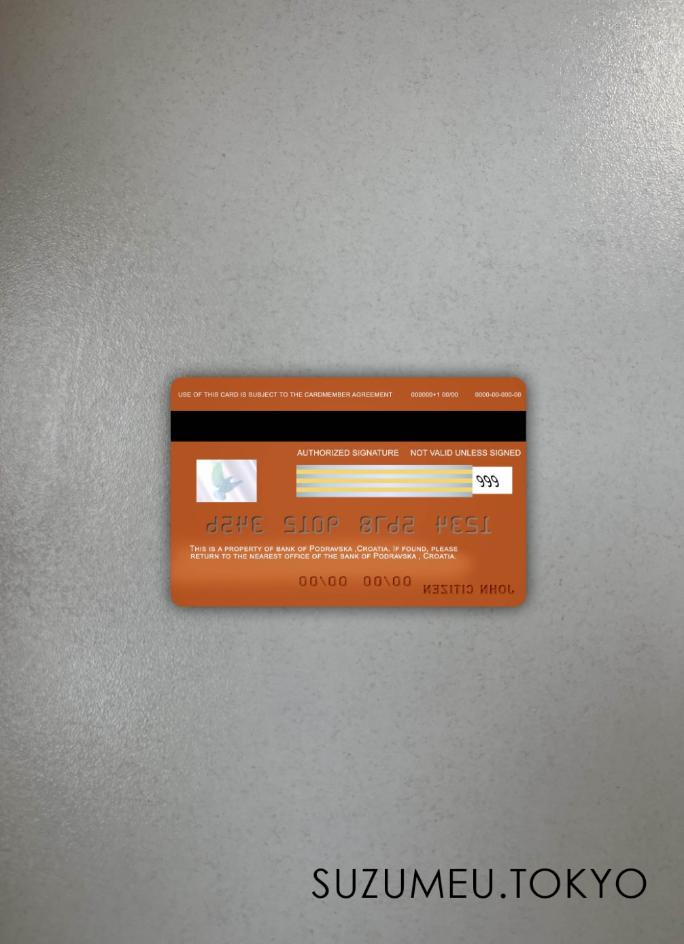 USE OF THIS CARD IS SUBJECT TO THE CARDMEMBER AGREEMENT 000000+1 00/00 0000-00-000-00
AUTHORIZED SIGNATURE NOT VALID UNLESS SIGNED
999
1234 5678 9012 3456
THIS IS A PROPERTY OF BANK OF PODRAVSKA ,CROATIA. IF FOUND, PLEASE
RETURN TO THE NEAREST OFFICE OF THE BANK OF PODRAVSKA , CROATIA.
00/00 00/00 JOHN CITIZEN
SUZUMEU.TOKYO